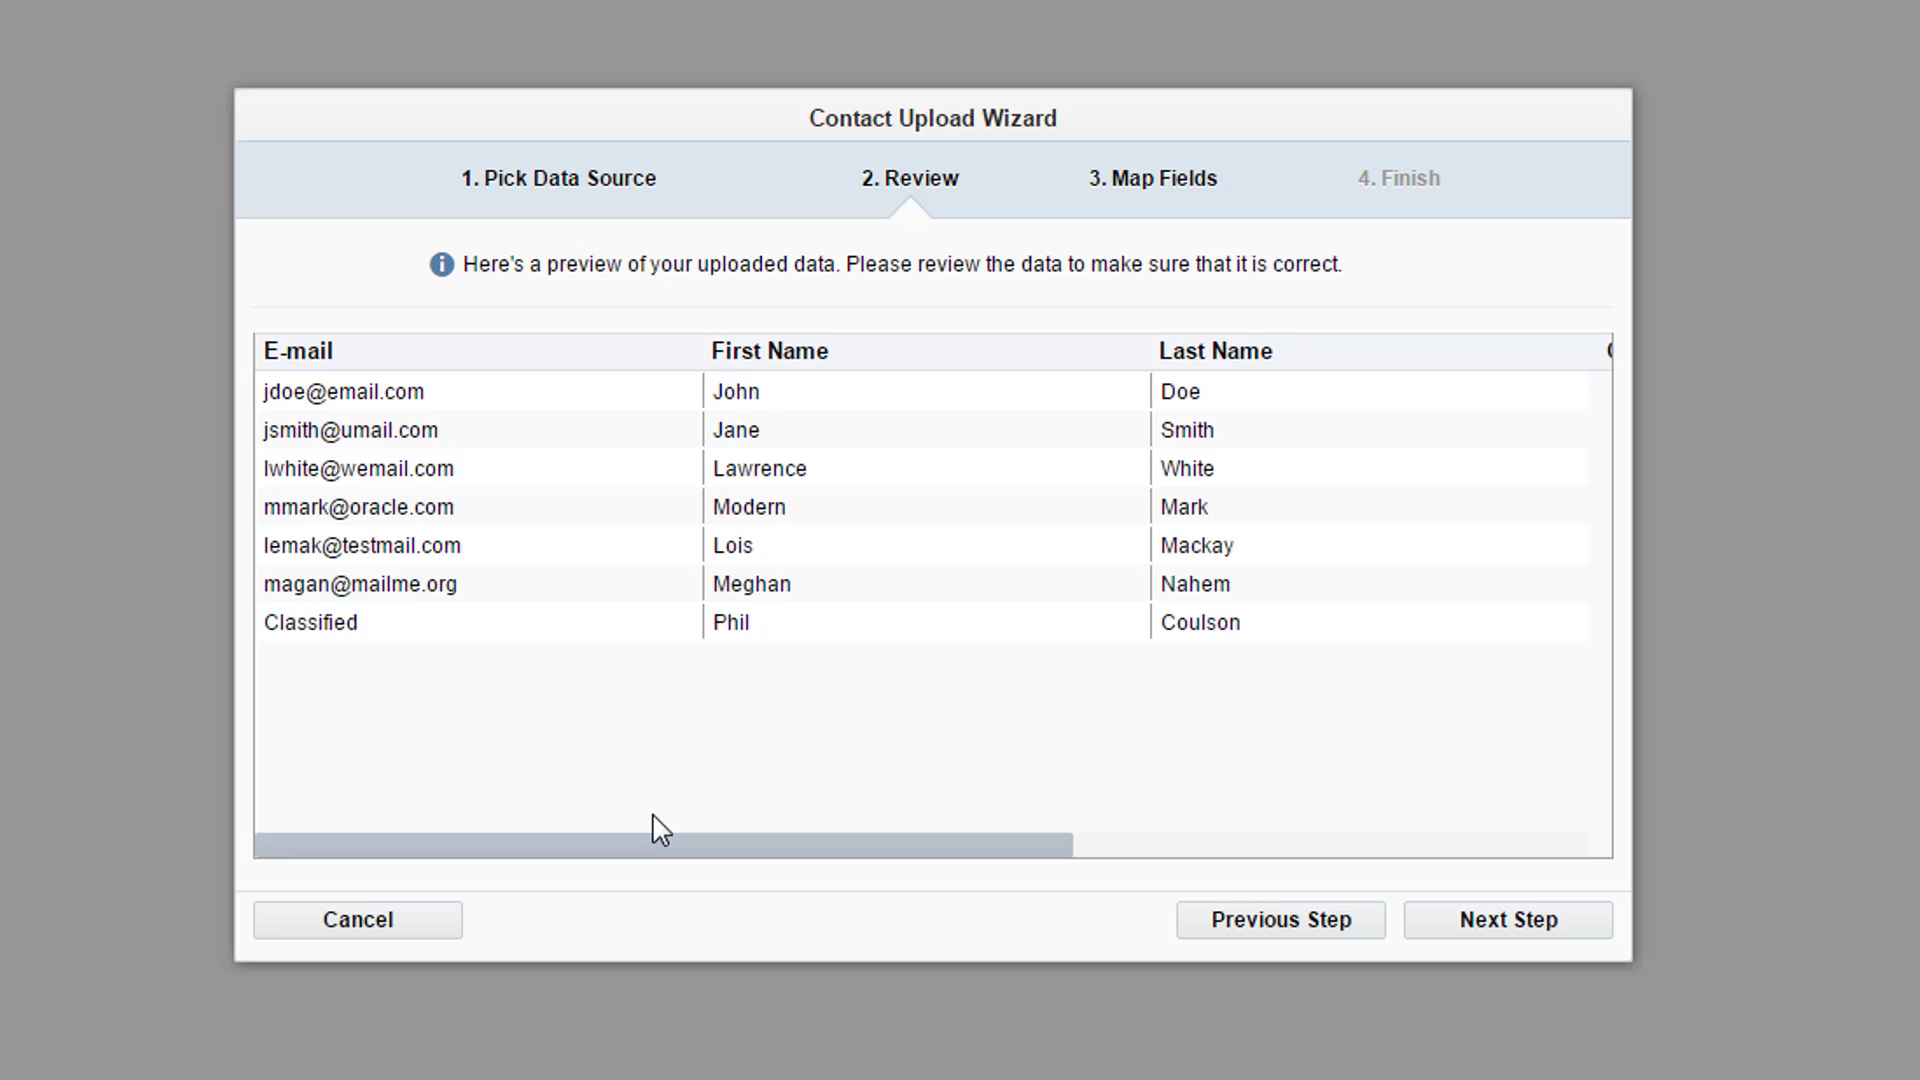 Contact Upload Wizard
1. Pick Data Source 2. Review 3. Map Fields 4. Finish
Here's a preview of your uploaded data. Please review the data to make sure that it is correct.
E-mail First Name Last Name
jdoe@email.com John Doe
jsmith@umail.com Jane Smith
lwhite@wemail.com Lawrence White
mmark@oracle.com Modern Mark
lemak@testmail.com Lois Mackay
magan@mailme.org Meghan Nahem
Classified Phil Coulson
Cancel Previous Step Next Step